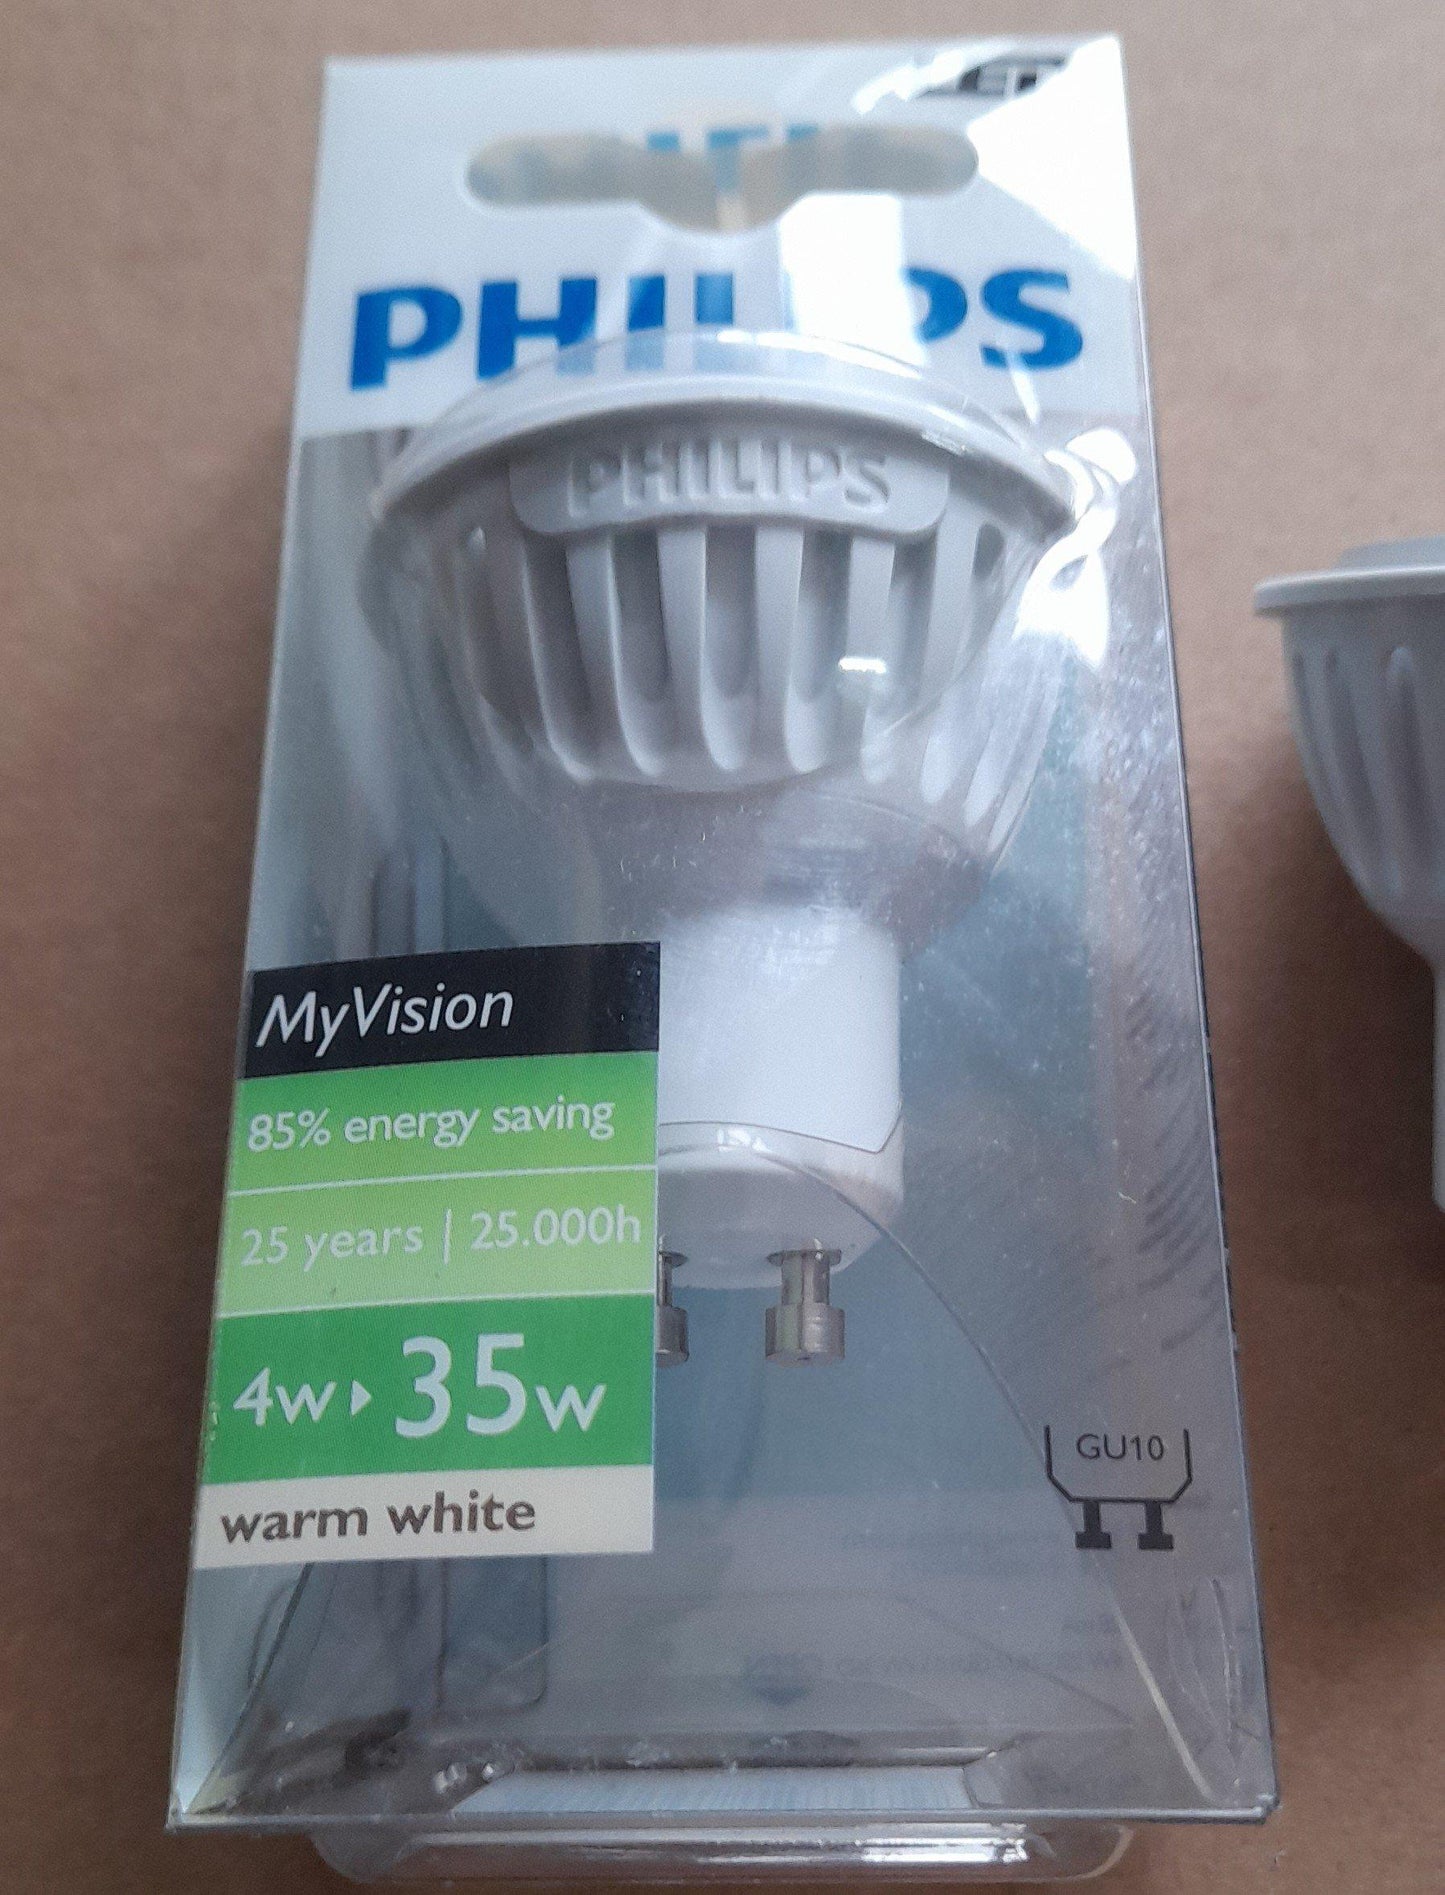 PHILIPS
PHILIPS
MyVision
85% energy saving
25 years | 25.000h
4w ▸ 35w
warm white
GU10